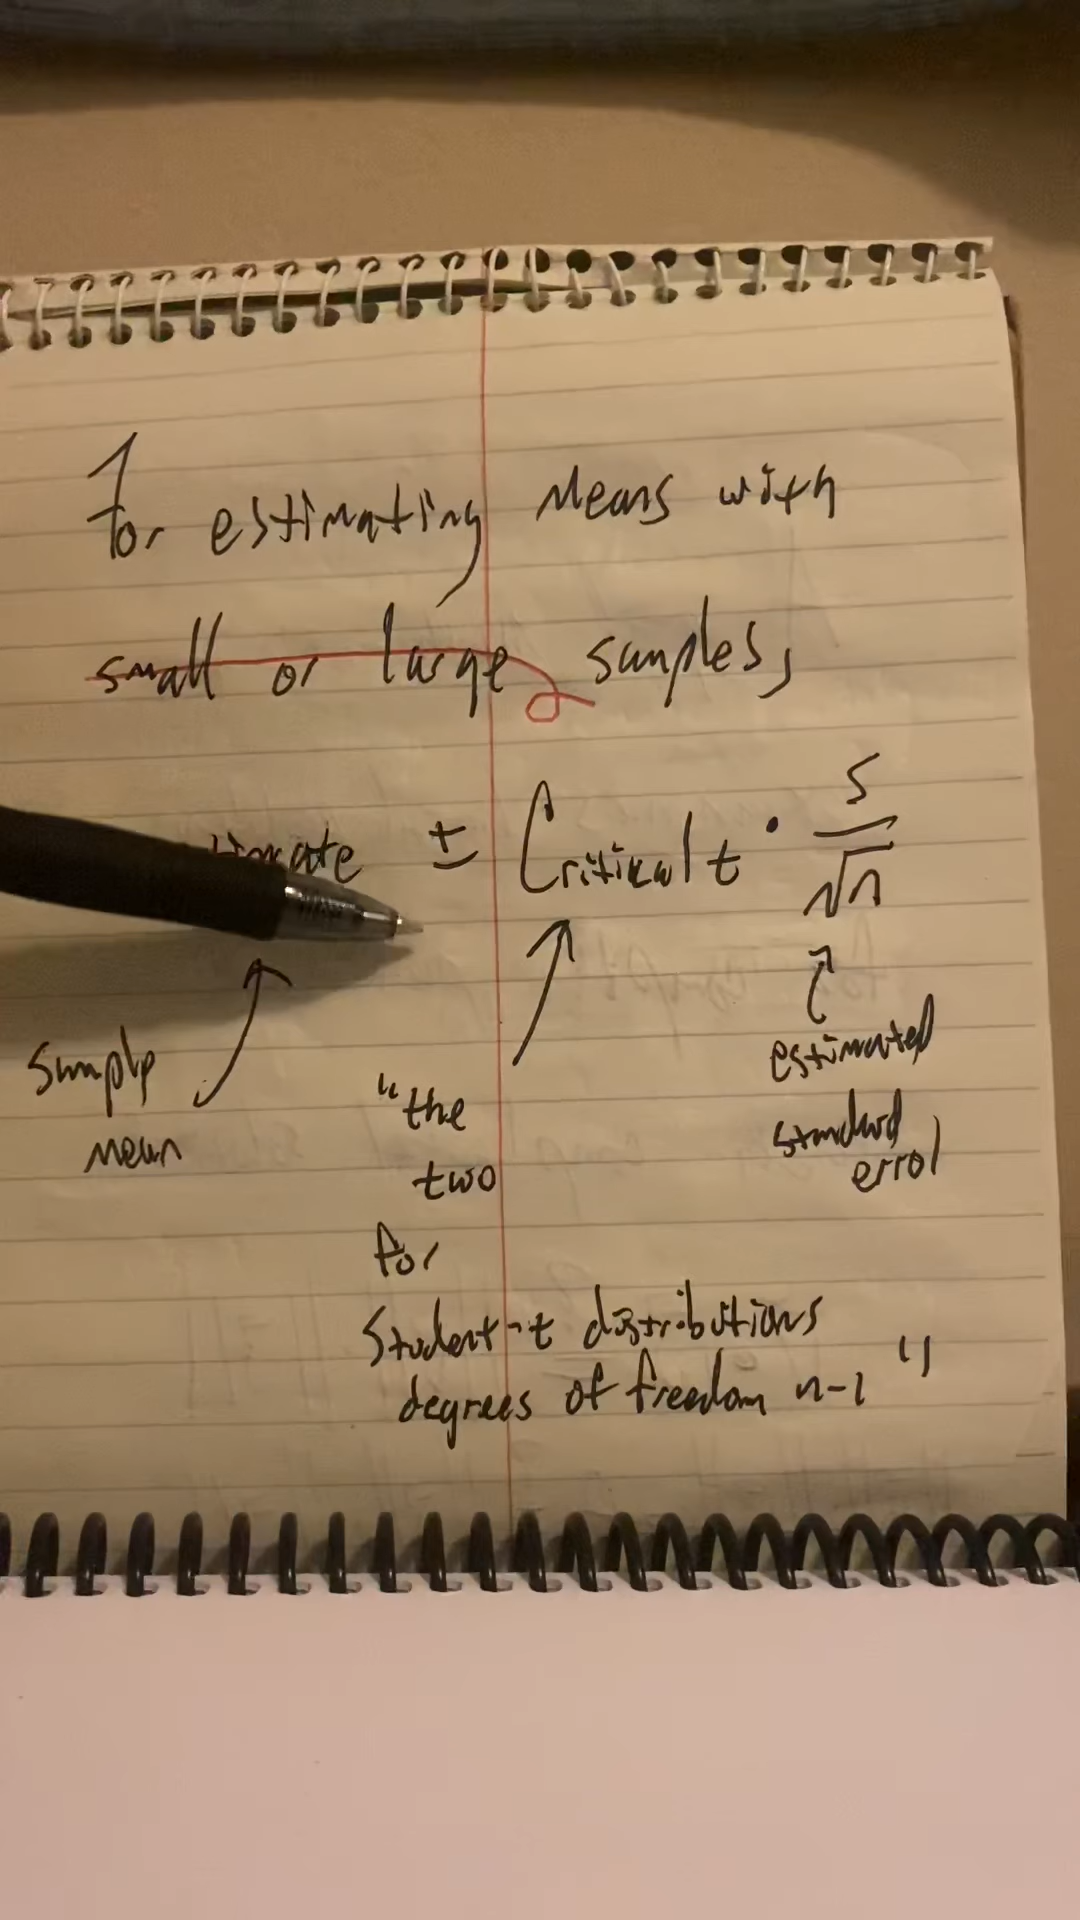 For estimating means with
small or large samples,
timate ± Critical t · s/√n
sample
mean
estimated
standard
error
"the
two
for
Student-t distributions
degrees of freedom n-1"